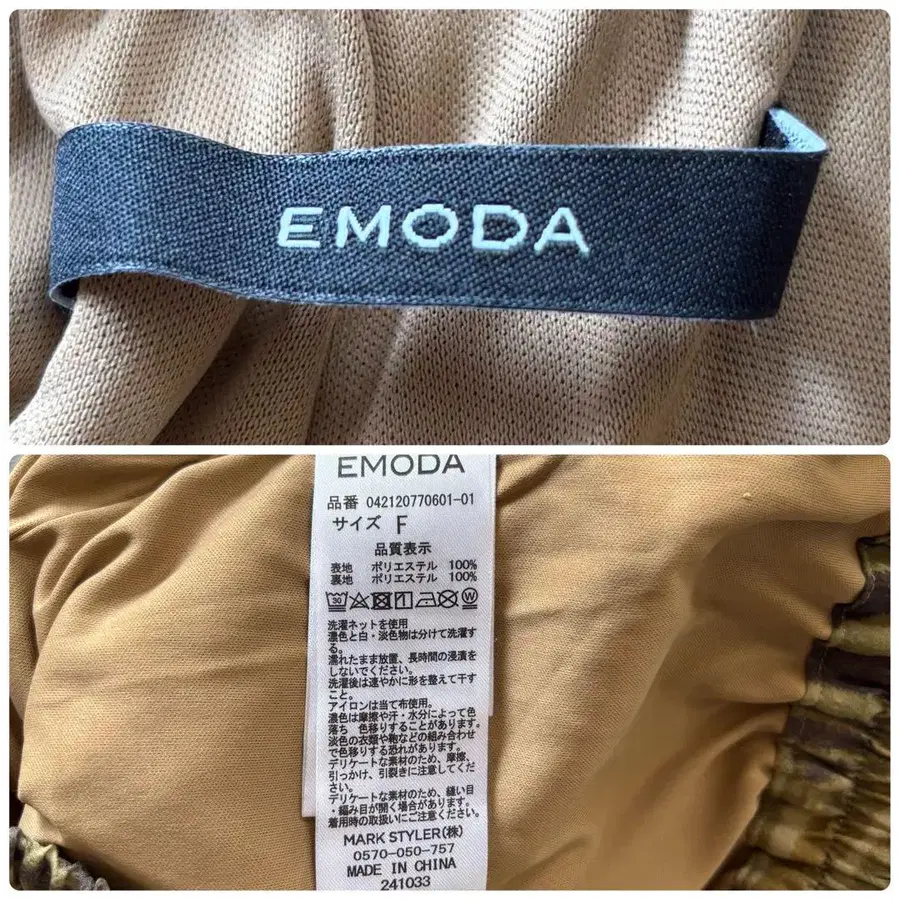 EMODA
EMODA
品番 042120770601-01
サイズ F
品質表示
表地 ポリエステル 100%
裏地 ポリエステル 100%
30 W
洗濯ネットを使用
濃色と白・淡色物は分けて洗濯す
る。
濡れたまま放置、長時間の浸漬を
しないでください。
洗濯後は速やかに形を整えて干す
こと。
アイロンは当て布使用。
濃色は摩擦や汗・水分によって色
落ち 色移りすることがあります。
淡色の衣類や鞄などの組み合わせ
で色移りする恐れがあります。
デリケートな素材のため、摩擦、
引っかけ、引裂きに注意してくだ
さい。
デリケートな素材のため、縫い目
・編み目が開く場合があります。
着用時の取扱いにご注意ください。
MARK STYLER(株)
0570-050-757
MADE IN CHINA
241033